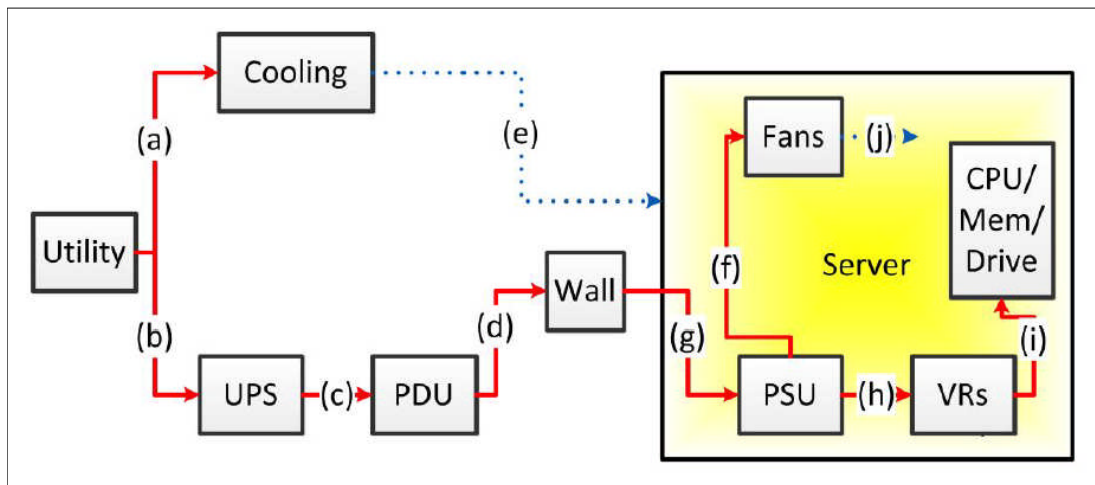 Cooling
(a)
(e)
Fans
(j)
CPU/
Mem/
Drive
Utility
(f)
Server
Wall
(b)
(d)
(g)
(i)
UPS
(c)
PDU
PSU
(h)
VRs